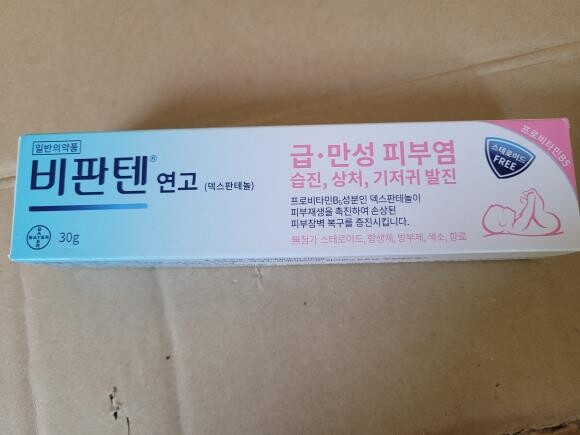 일반의약품
비판텐® 연고 (덱스판테놀)
BAYER
30g
급·만성 피부염
습진, 상처, 기저귀 발진
프로비타민B₅성분인 덱스판테놀이
피부재생을 촉진하여 손상된
피부장벽 복구를 증진시킵니다.
無첨가 스테로이드, 항생제, 방부제, 색소, 향료
스테로이드
FREE
프로비타민B5